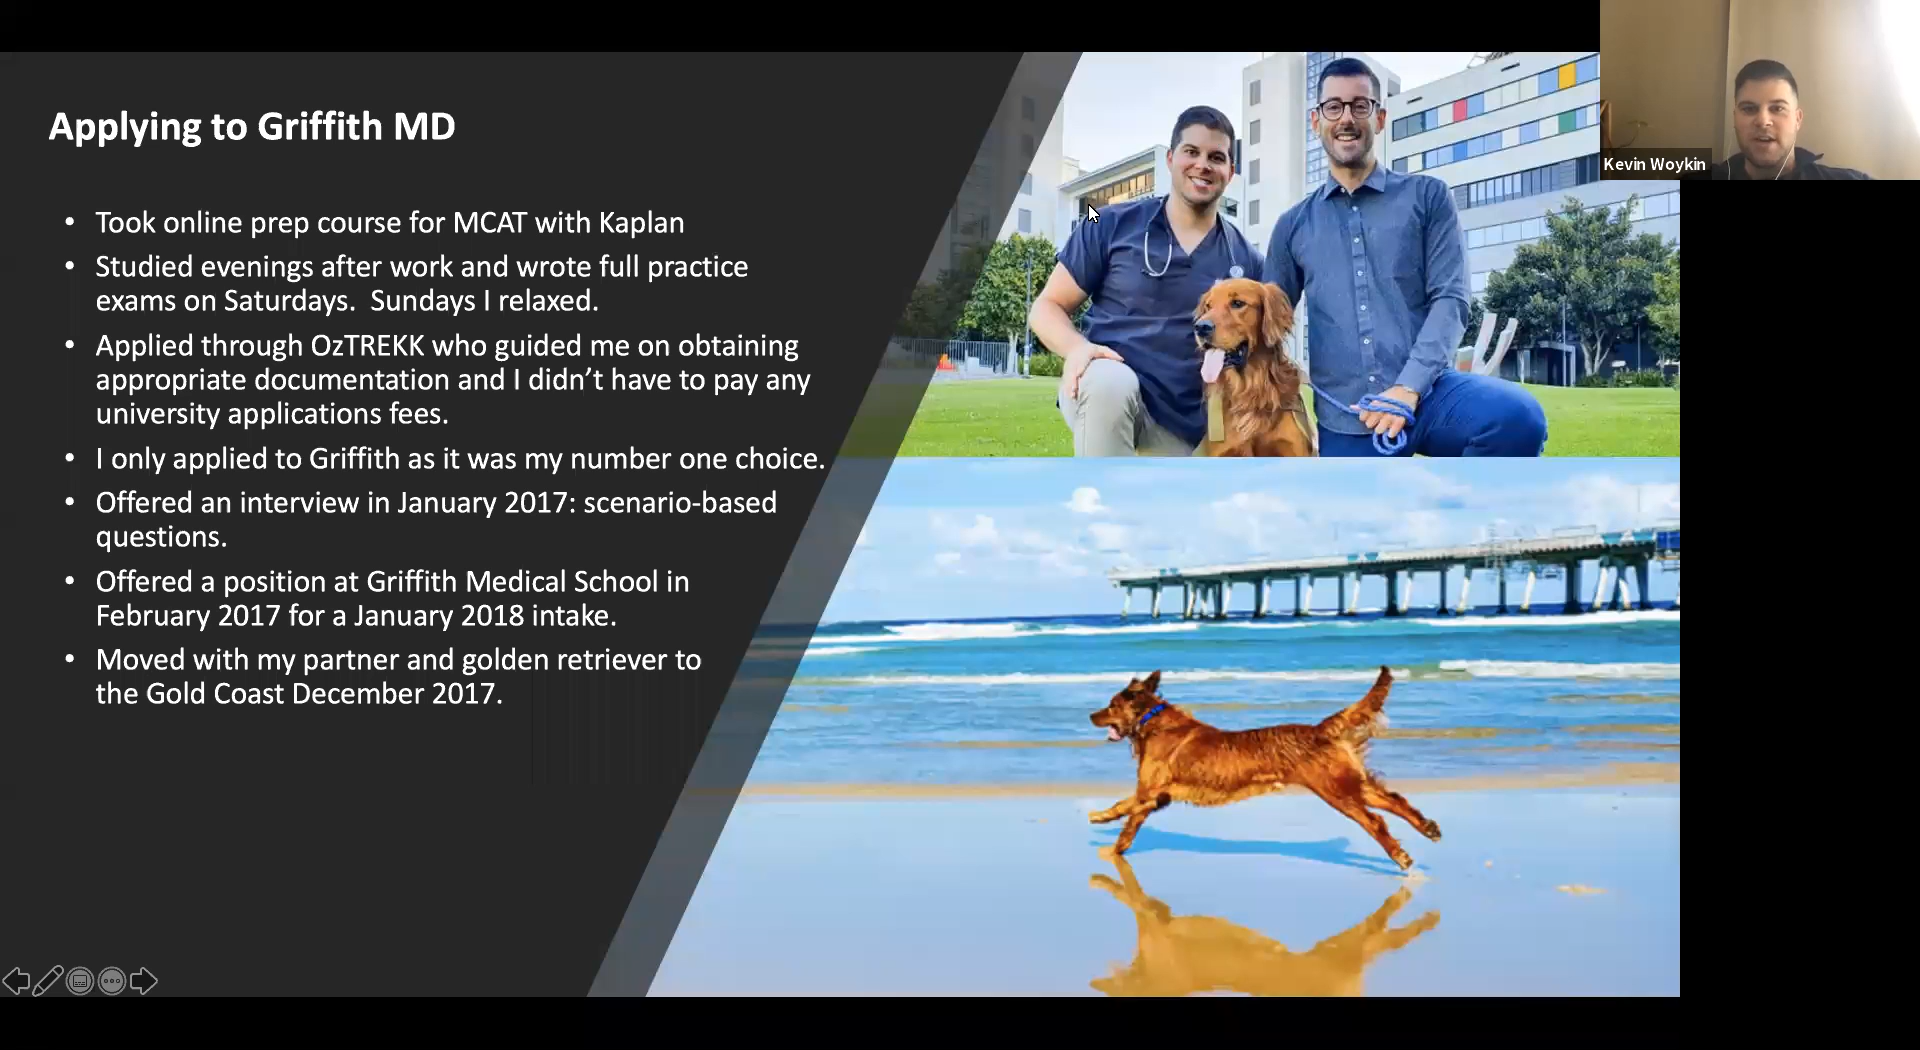 Applying to Griffith MD
• Took online prep course for MCAT with Kaplan
• Studied evenings after work and wrote full practice
exams on Saturdays.  Sundays I relaxed.
• Applied through OzTREKK who guided me on obtaining
appropriate documentation and I didn’t have to pay any
university applications fees.
• I only applied to Griffith as it was my number one choice.
• Offered an interview in January 2017: scenario-based
questions.
• Offered a position at Griffith Medical School in
February 2017 for a January 2018 intake.
• Moved with my partner and golden retriever to
the Gold Coast December 2017.
Kevin Woykin